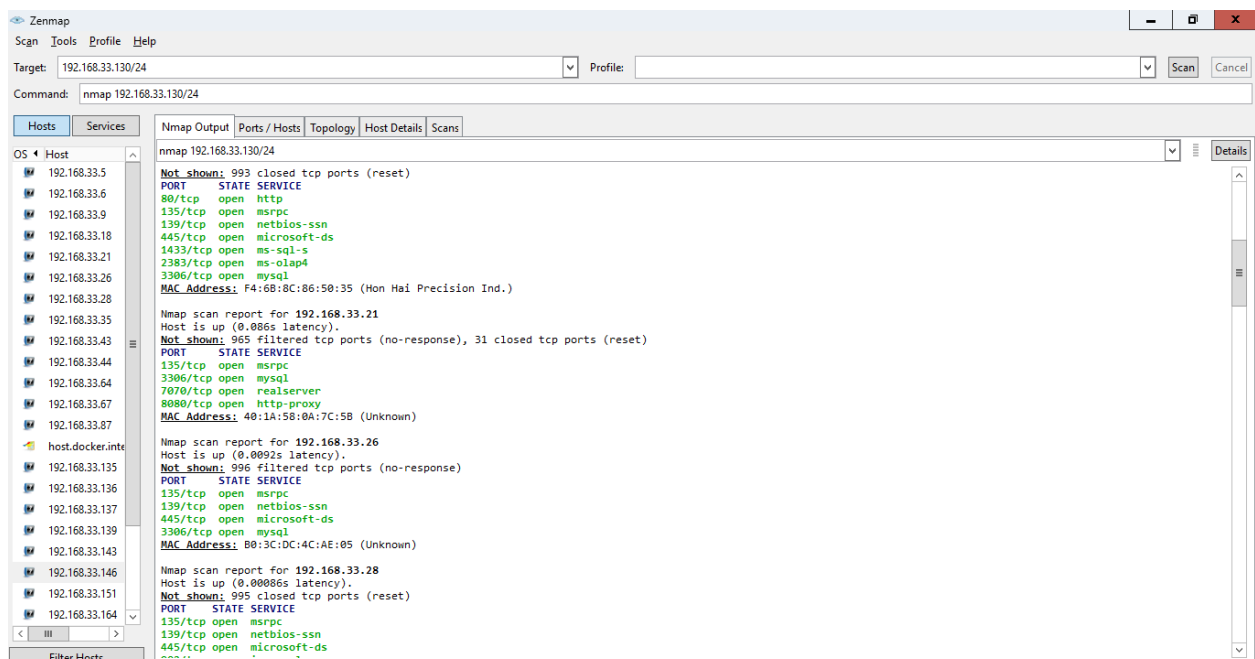 Zenmap
Scan Tools Profile Help
Target: 192.168.33.130/24 Profile: Scan Cancel
Command: nmap 192.168.33.130/24
Hosts Services
Nmap Output Ports / Hosts Topology Host Details Scans
OS Host
192.168.33.5
192.168.33.6
192.168.33.9
192.168.33.18
192.168.33.21
192.168.33.26
192.168.33.28
192.168.33.35
192.168.33.43
192.168.33.44
192.168.33.64
192.168.33.67
192.168.33.87
host.docker.inte
192.168.33.135
192.168.33.136
192.168.33.137
192.168.33.139
192.168.33.143
192.168.33.146
192.168.33.151
192.168.33.164
Filter Hosts
nmap 192.168.33.130/24 Details
Not shown: 993 closed tcp ports (reset)
PORT STATE SERVICE
80/tcp open http
135/tcp open msrpc
139/tcp open netbios-ssn
445/tcp open microsoft-ds
1433/tcp open ms-sql-s
2383/tcp open ms-olap4
3306/tcp open mysql
MAC Address: F4:6B:8C:86:50:35 (Hon Hai Precision Ind.)
Nmap scan report for 192.168.33.21
Host is up (0.086s latency).
Not shown: 965 filtered tcp ports (no-response), 31 closed tcp ports (reset)
PORT STATE SERVICE
135/tcp open msrpc
3306/tcp open mysql
7070/tcp open realserver
8080/tcp open http-proxy
MAC Address: 40:1A:58:0A:7C:5B (Unknown)
Nmap scan report for 192.168.33.26
Host is up (0.0092s latency).
Not shown: 996 filtered tcp ports (no-response)
PORT STATE SERVICE
135/tcp open msrpc
139/tcp open netbios-ssn
445/tcp open microsoft-ds
3306/tcp open mysql
MAC Address: B0:3C:DC:4C:AE:05 (Unknown)
Nmap scan report for 192.168.33.28
Host is up (0.00086s latency).
Not shown: 995 closed tcp ports (reset)
PORT STATE SERVICE
135/tcp open msrpc
139/tcp open netbios-ssn
445/tcp open microsoft-ds